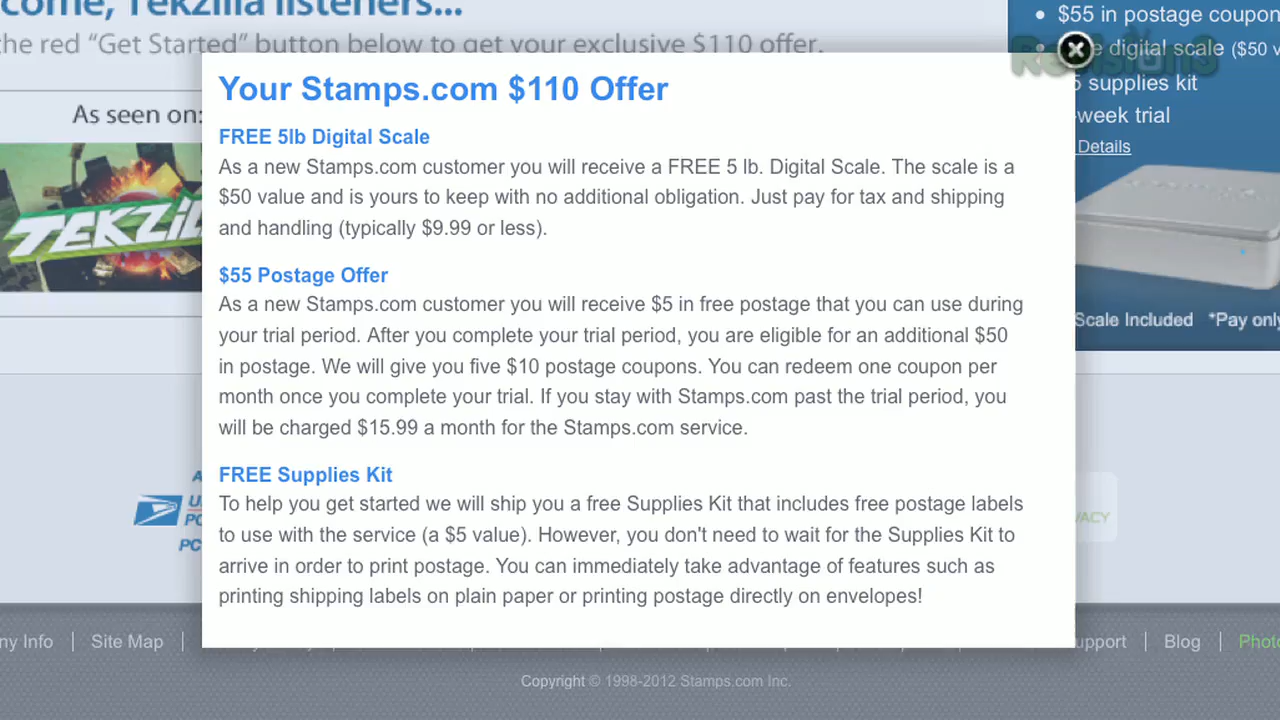 come, Tekzilla listeners...
the red “Get Started” button below to get your exclusive $110 offer.
$55 in postage coupon
digital scale ($50 v
Revision3
5 supplies kit
-week trial
Details
As seen on:
TEKZIL
Your Stamps.com $110 Offer
FREE 5lb Digital Scale
As a new Stamps.com customer you will receive a FREE 5 lb. Digital Scale. The scale is a
$50 value and is yours to keep with no additional obligation. Just pay for tax and shipping
and handling (typically $9.99 or less).
$55 Postage Offer
As a new Stamps.com customer you will receive $5 in free postage that you can use during
your trial period. After you complete your trial period, you are eligible for an additional $50
in postage. We will give you five $10 postage coupons. You can redeem one coupon per
month once you complete your trial. If you stay with Stamps.com past the trial period, you
will be charged $15.99 a month for the Stamps.com service.
FREE Supplies Kit
To help you get started we will ship you a free Supplies Kit that includes free postage labels
to use with the service (a $5 value). However, you don't need to wait for the Supplies Kit to
arrive in order to print postage. You can immediately take advantage of features such as
printing shipping labels on plain paper or printing postage directly on envelopes!
Scale Included *Pay only
PC
VACY
ny Info | Site Map |
upport | Blog | Photo
Copyright © 1998-2012 Stamps.com Inc.